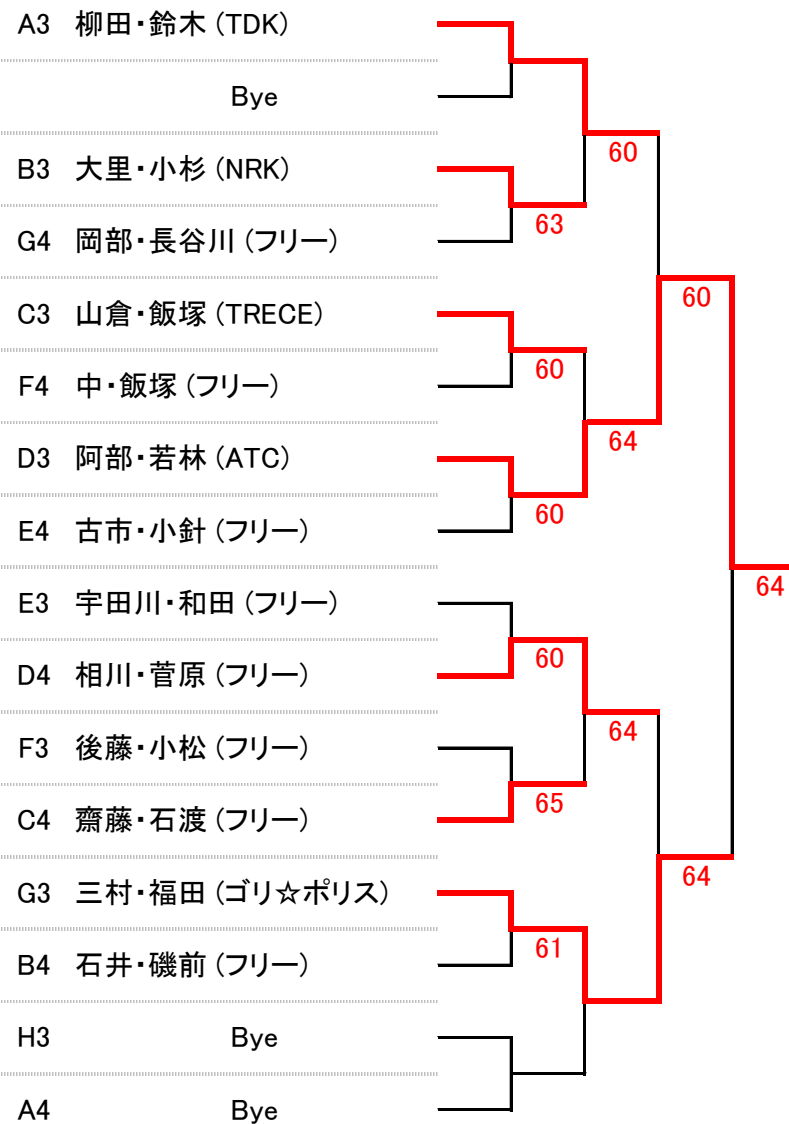 A3 柳田・鈴木 (TDK)
Bye
60
B3 大里・小杉 (NRK)
63
G4 岡部・長谷川 (フリー)
60
C3 山倉・飯塚 (TRECE)
60
F4 中・飯塚 (フリー)
64
D3 阿部・若林 (ATC)
60
E4 古市・小針 (フリー)
64
E3 宇田川・和田 (フリー)
60
D4 相川・菅原 (フリー)
64
F3 後藤・小松 (フリー)
65
C4 齋藤・石渡 (フリー)
64
G3 三村・福田 (ゴリ☆ポリス)
61
B4 石井・磯前 (フリー)
H3 Bye
A4 Bye